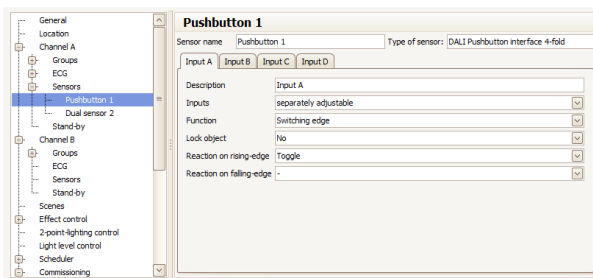 General
Location
Channel A
Groups
ECG
Sensors
Pushbutton 1
Dual sensor 2
Stand-by
Channel B
Groups
ECG
Sensors
Stand-by
Scenes
Effect control
2-point-lighting control
Light level control
Scheduler
Commissioning
Pushbutton 1
Sensor name Pushbutton 1 Type of sensor: DALI Pushbutton interface 4-fold
Input A Input B Input C Input D
Description Input A
Inputs separately adjustable
Function Switching edge
Lock object No
Reaction on rising-edge Toggle
Reaction on falling-edge -